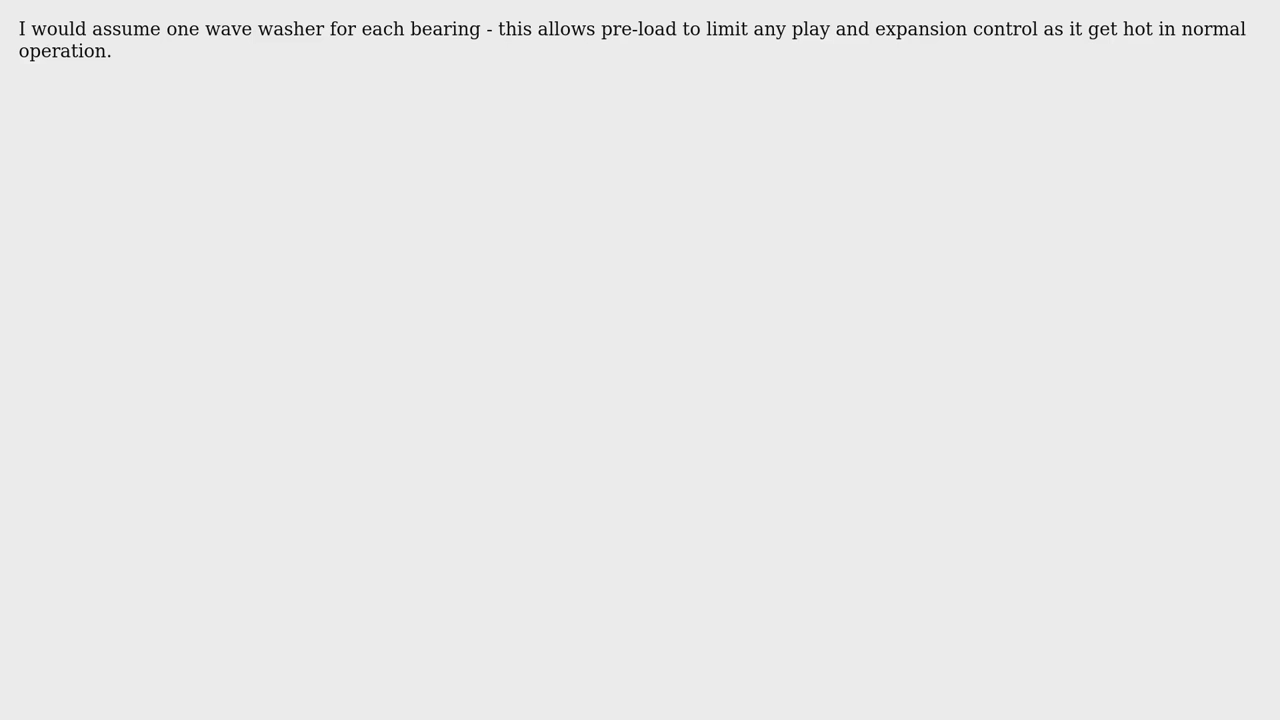 I would assume one wave washer for each bearing - this allows pre-load to limit any play and expansion control as it get hot in normal
operation.